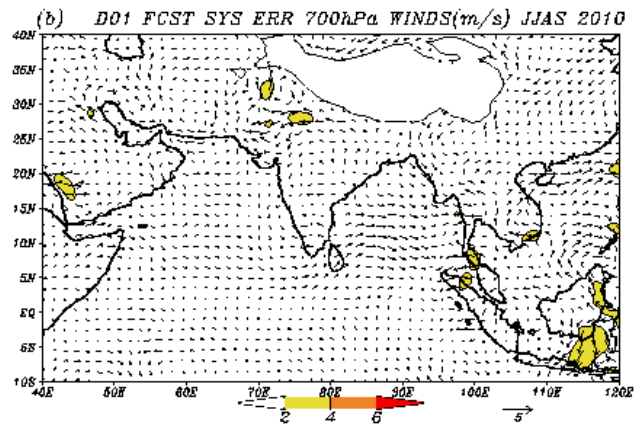 (b) D01 FCST SYS ERR 700hPa WINDS(m/s) JJAS 2010
40N
35N
30N
25N
20N
15N
10N
5N
EQ
5S
10S
40E 50E 60E 70E 80E 90E 100E 110E 120E
2 4 6 5